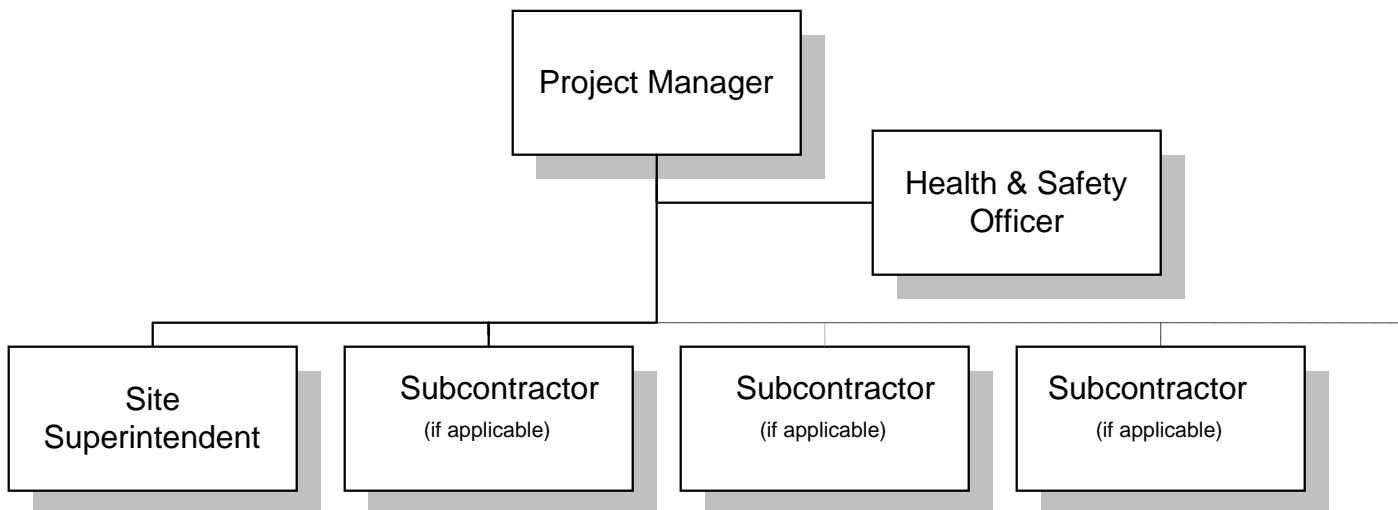 Project Manager
Health & Safety
Officer
Site
Superintendent
Subcontractor
(if applicable)
Subcontractor
(if applicable)
Subcontractor
(if applicable)